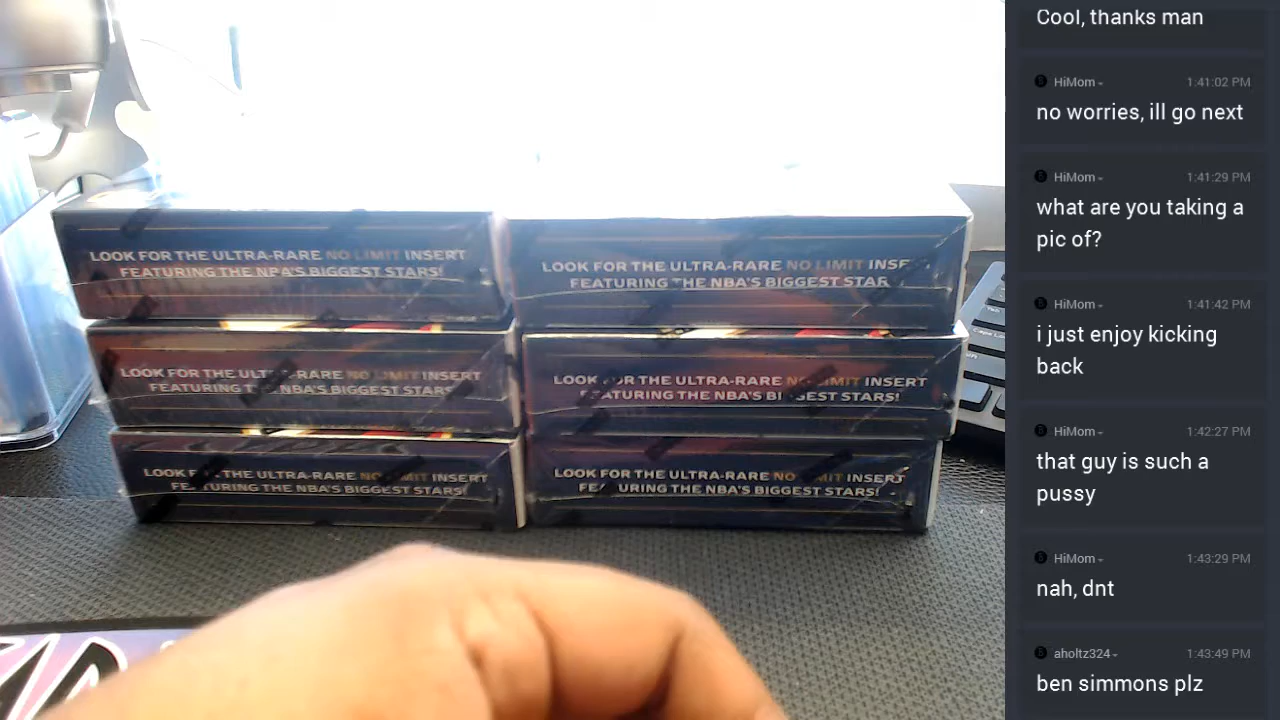 LOOK FOR THE ULTRA-RARE NO LIMIT INSERT
FEATURING THE NBA'S BIGGEST STARS!
LOOK FOR THE ULTRA-RARE NO LIMIT INSE
FEATURING THE NBA'S BIGGEST STAR
LOOK FOR THE ULT RARE NO LIMIT INSERT
FEATURING THE NBA'S BIGGEST STARS!
LOOK FOR THE ULTRA-RARE NO LIMIT INSERT
FEATURING THE NBA'S BIGGEST STARS!
LOOK F THE ULTRA-RARE NO LIMIT INSERT
FEATURING THE NBA'S BIGGEST STARS!
LOOK FOR THE ULTRA-RARE NO LIMIT INSERT
FEATURING THE NBA'S BIGGEST STARS!
Cool, thanks man
HiMom 1:41:02 PM
no worries, ill go next
HiMom 1:41:29 PM
what are you taking a
pic of?
HiMom 1:41:42 PM
i just enjoy kicking
back
HiMom 1:42:27 PM
that guy is such a
pussy
HiMom 1:43:29 PM
nah, dnt
aholtz324 1:43:49 PM
ben simmons plz